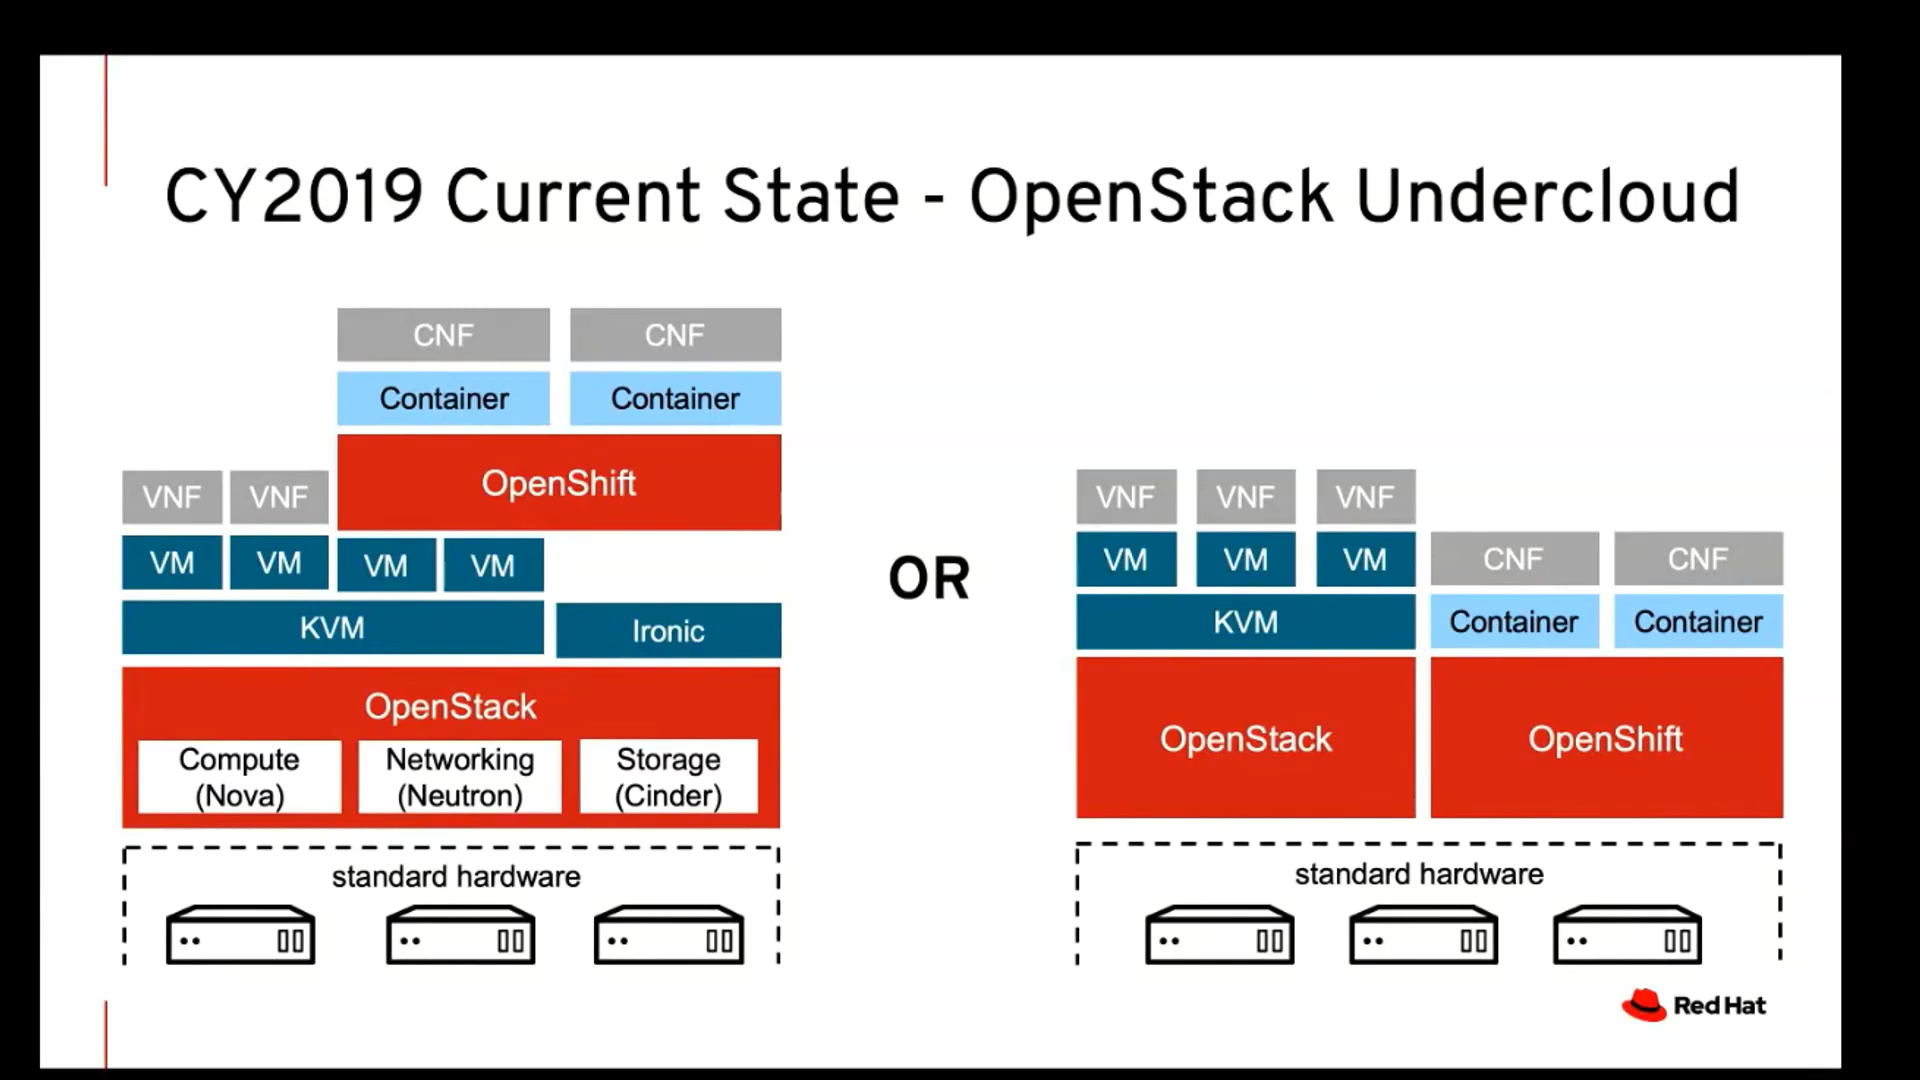 CY2019 Current State - OpenStack Undercloud
CNF
CNF
Container
Container
OpenShift
VNF
VNF
VM
VM
VM
VM
KVM
Ironic
OpenStack
Compute
(Nova)
Networking
(Neutron)
Storage
(Cinder)
standard hardware
OR
VNF
VNF
VNF
VM
VM
VM
CNF
CNF
KVM
Container
Container
OpenStack
OpenShift
standard hardware
Red Hat